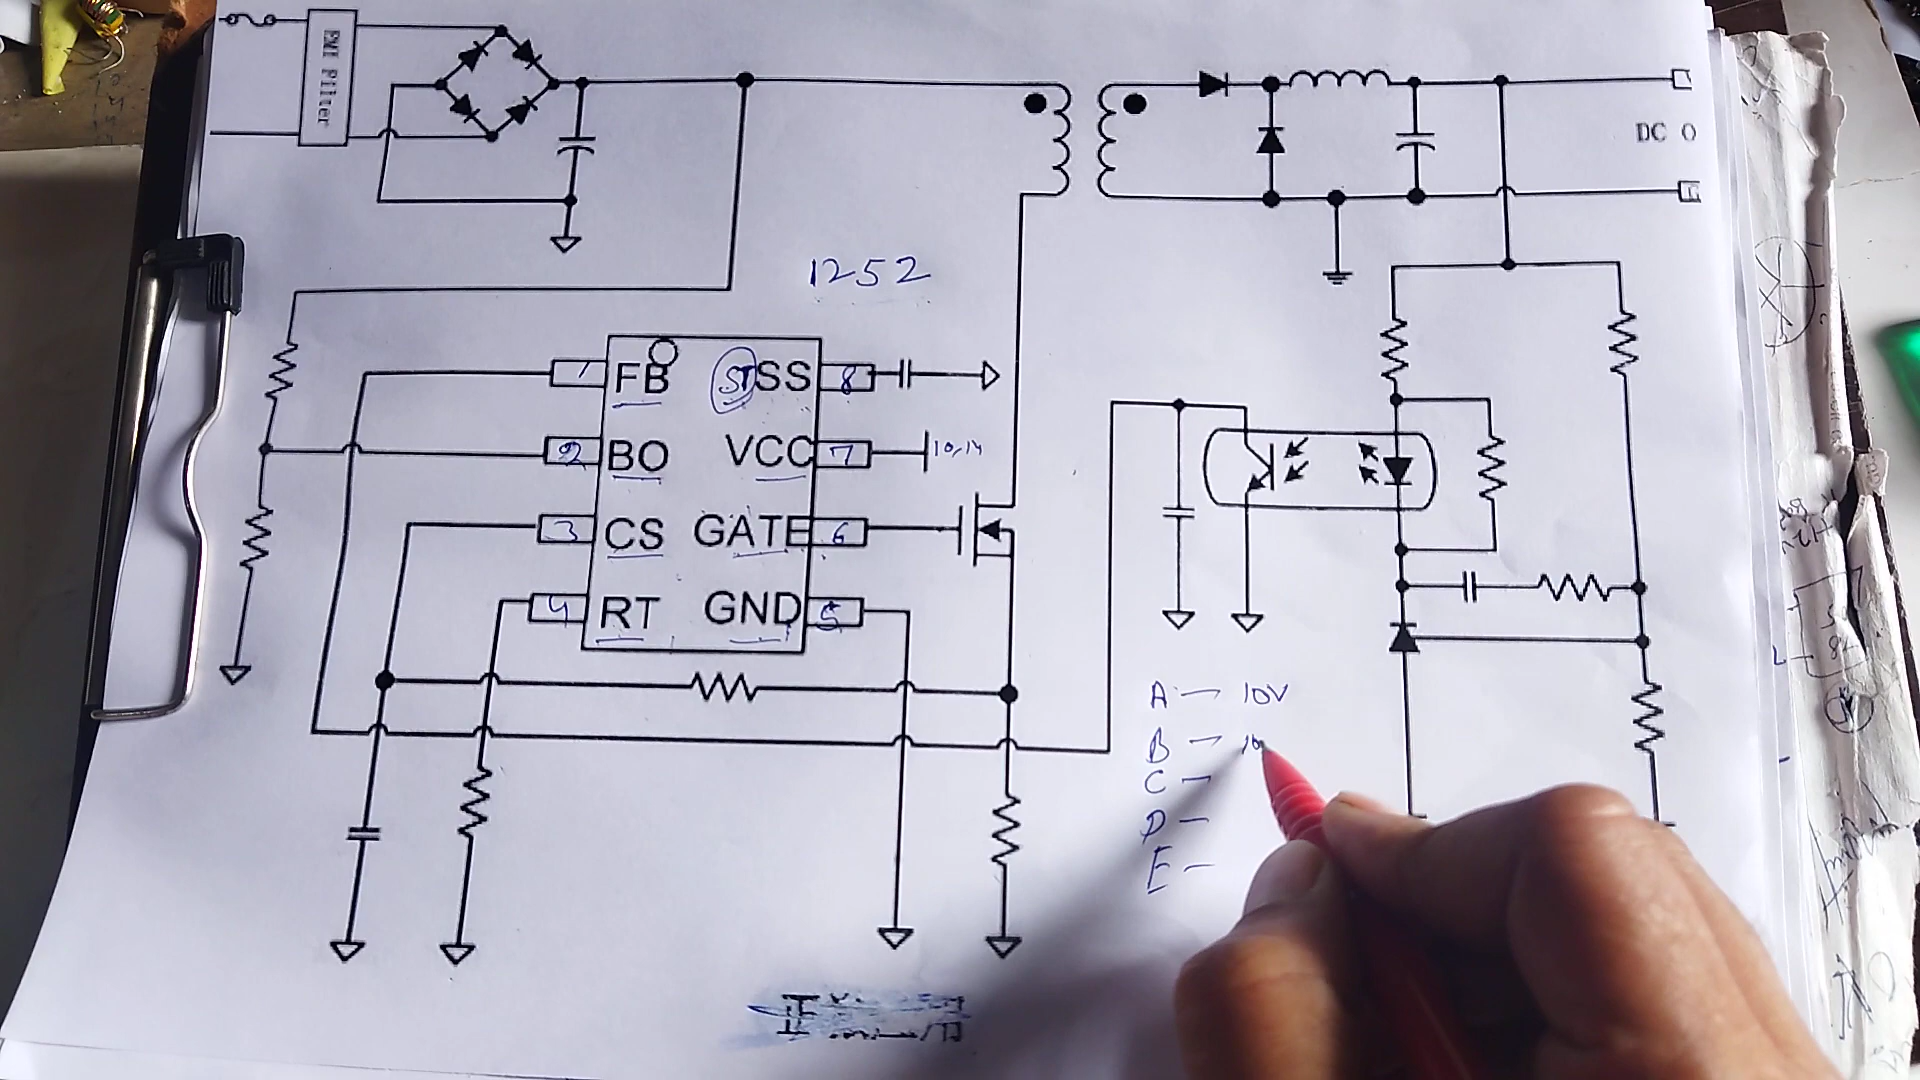 EMI Filter
DC O
1252
1 FB STSS 8
2 BO VCC 7 10,14
3 CS GATE 6
4 RT GND 5
A - 10V
B - 10
C -
D -
E -